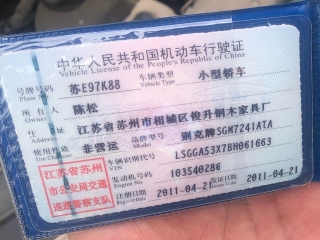 中华人民共和国机动车行驶证
Vehicle License of the People's Republic of China
号牌号码 苏E97K88 车辆类型 小型轿车
Plate No. Vehicle Type
所有人 陈松
Owner
住址 江苏省苏州市相城区俊升钢木家具厂
使用性质 非营运 品牌型号 别克牌SGM7241ATA
Use Character Model
江苏省苏州
市公安局交通
巡逻警察支队
车辆识别代号 LSGGA53X7BH061663
VIN
发动机号码 103540286
Engine No.
注册日期 2011-04-21 发证日期 2011-04-21
Register Date Issue Date